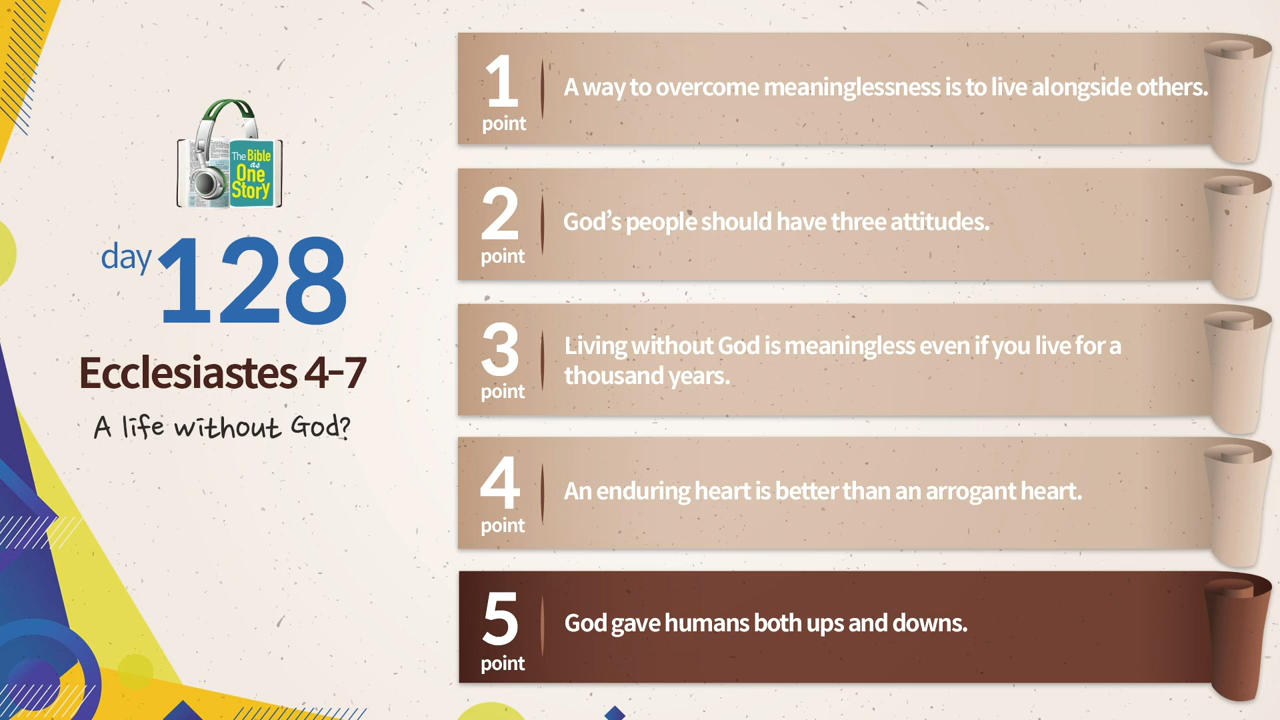 The Bible
as
One
Story
day 128
Ecclesiastes 4-7
A life without God?
1
point
A way to overcome meaninglessness is to live alongside others.
2
point
God's people should have three attitudes.
3
point
Living without God is meaningless even if you live for a
thousand years.
4
point
An enduring heart is better than an arrogant heart.
5
point
God gave humans both ups and downs.